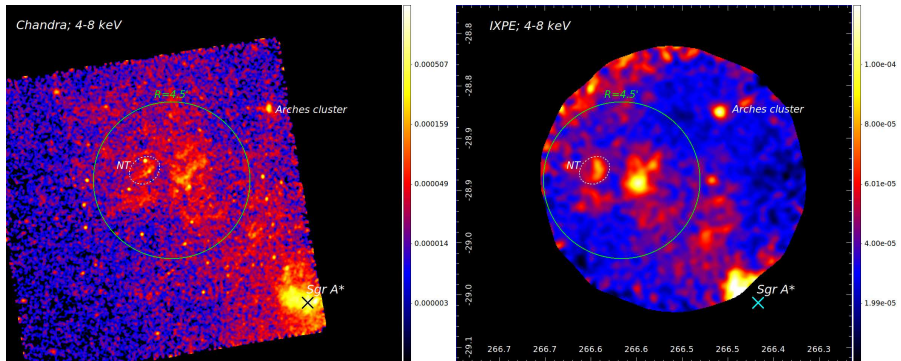 Chandra; 4-8 keV
R=4.5'
Arches cluster
NT
Sgr A*
0.000507
0.000159
0.000049
0.000014
0.000003
IXPE; 4-8 keV
R=4.5'
Arches cluster
NT
Sgr A*
-28.8
-28.8
-28.9
-28.9
-29.0
-29.0
-29.1
266.7
266.7
266.6
266.6
266.5
266.5
266.4
266.3
1.00e-04
8.00e-05
6.01e-05
4.00e-05
1.99e-05